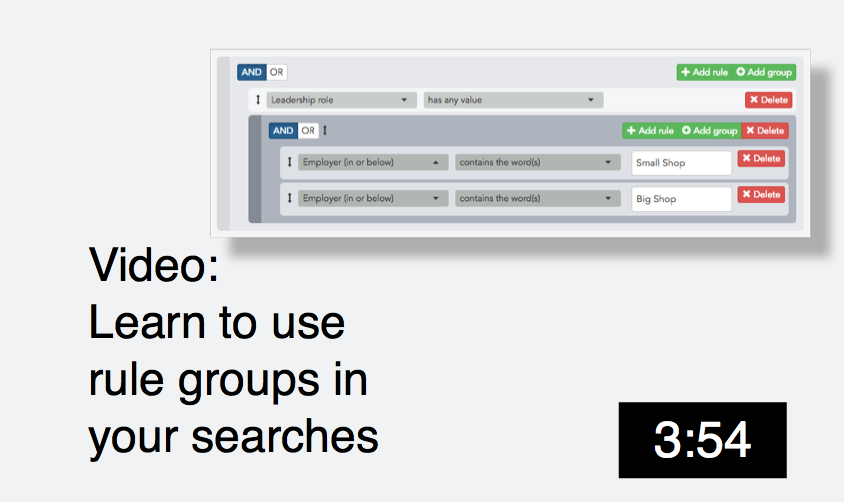 AND OR + Add rule Add group
Leadership role has any value × Delete
AND OR + Add rule Add group × Delete
Employer (in or below) contains the word(s) Small Shop × Delete
Employer (in or below) contains the word(s) Big Shop × Delete
Video:
Learn to use
rule groups in
your searches
3:54